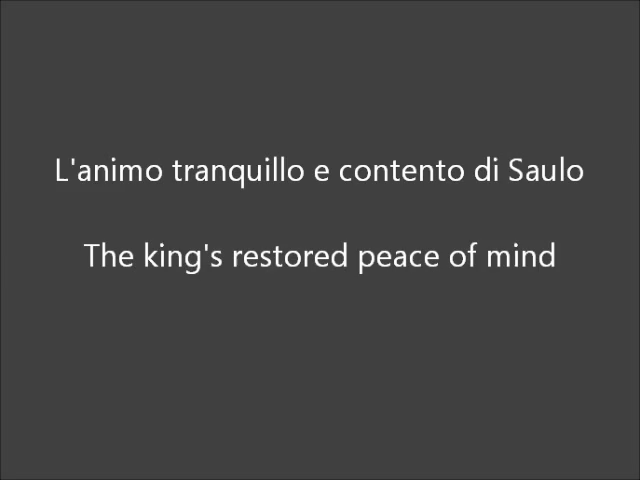 L'animo tranquillo e contento di Saulo
The king's restored peace of mind